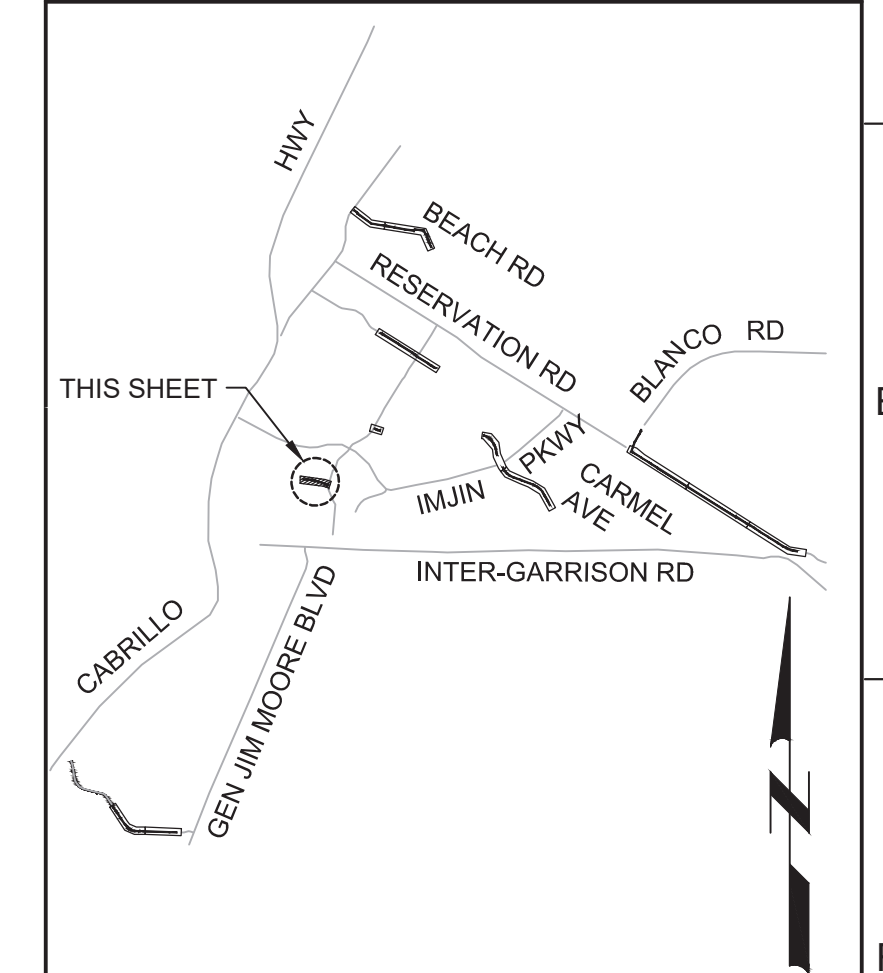 HWY
BEACH RD
RESERVATION RD
BLANCO RD
THIS SHEET
IMJIN PKWY
CARMEL
AVE
INTER-GARRISON RD
CABRILLO
GEN JIM MOORE BLVD
N